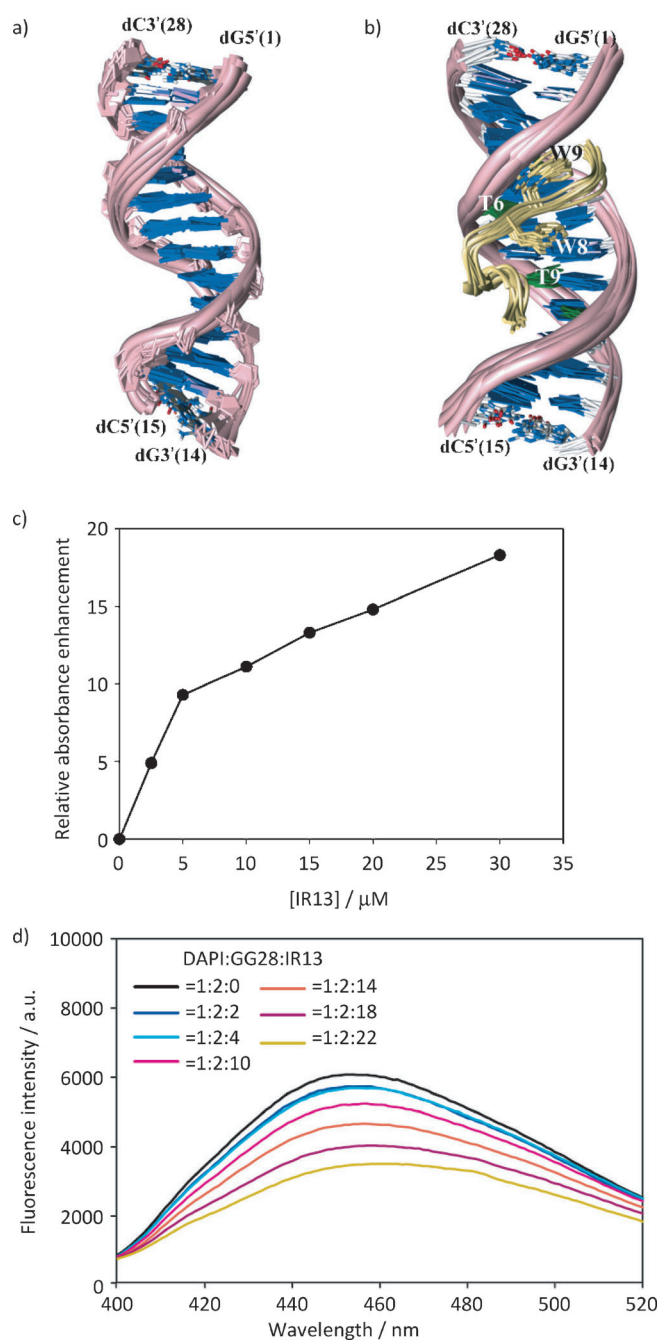 a)
dC3'(28)
dG5'(1)
dC5'(15)
dG3'(14)
b)
dC3'(28)
dG5'(1)
W9
T6
W8
T9
dC5'(15)
dG3'(14)
c)
Relative absorbance enhancement
20
15
10
5
0
0 5 10 15 20 25 30 35
[IR13] / μM
d)
Fluorescence intensity / a.u.
10000
8000
6000
4000
2000
0
DAPI:GG28:IR13
=1:2:0 =1:2:14
=1:2:2 =1:2:18
=1:2:4 =1:2:22
=1:2:10
400 420 440 460 480 500 520
Wavelength / nm